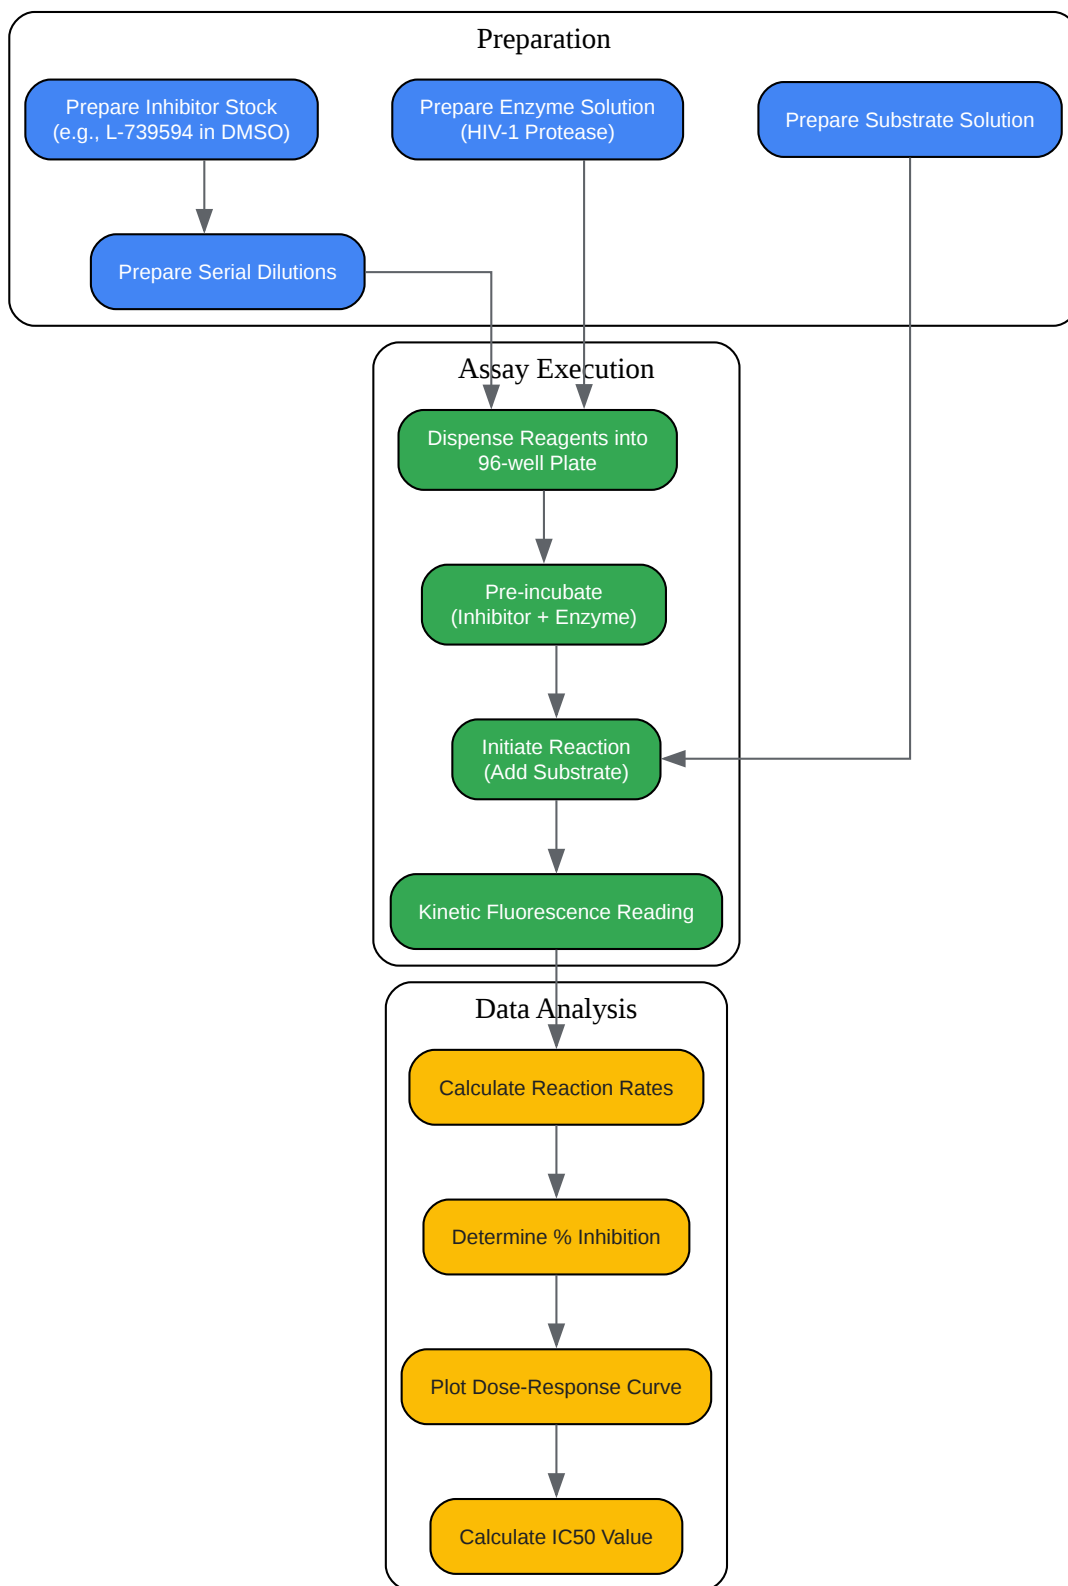 Preparation
Prepare Inhibitor Stock
(e.g., L-739594 in DMSO)
Prepare Enzyme Solution
(HIV-1 Protease)
Prepare Substrate Solution
Prepare Serial Dilutions
Assay Execution
Dispense Reagents into
96-well Plate
Pre-incubate
(Inhibitor + Enzyme)
Initiate Reaction
(Add Substrate)
Kinetic Fluorescence Reading
Data Analysis
Calculate Reaction Rates
Determine % Inhibition
Plot Dose-Response Curve
Calculate IC50 Value